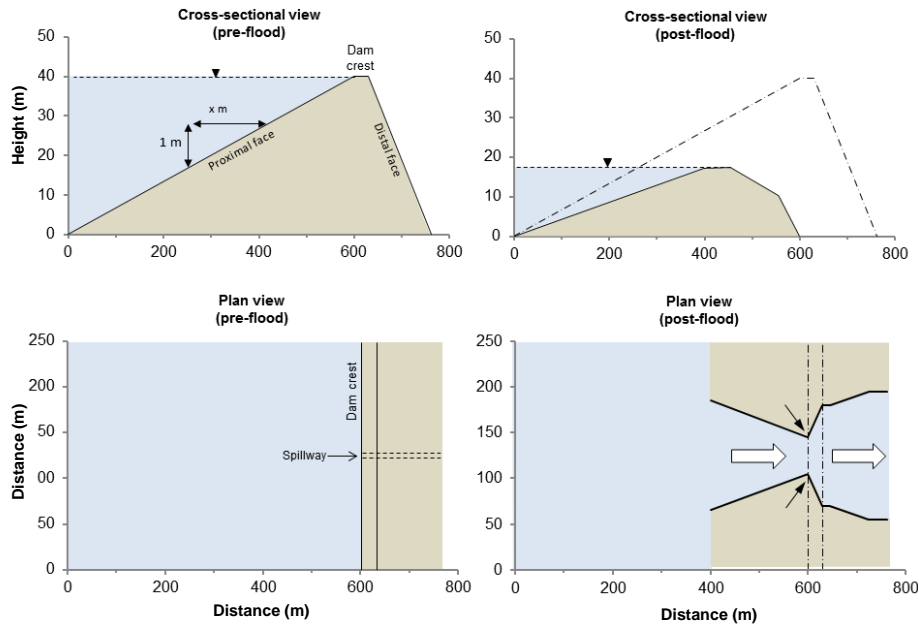 Cross-sectional view
(pre-flood)
50
40
30
20
10
0
Height (m)
Dam
crest
x m
1 m
Proximal face
Distal face
0
200
400
600
800
Cross-sectional view
(post-flood)
50
40
30
20
10
0
0
200
400
600
800
Plan view
(pre-flood)
250
200
50
00
50
0
Distance (m)
Dam crest
Spillway
0
200
400
600
800
Distance (m)
Plan view
(post-flood)
250
200
150
100
50
0
0
200
400
600
800
Distance (m)